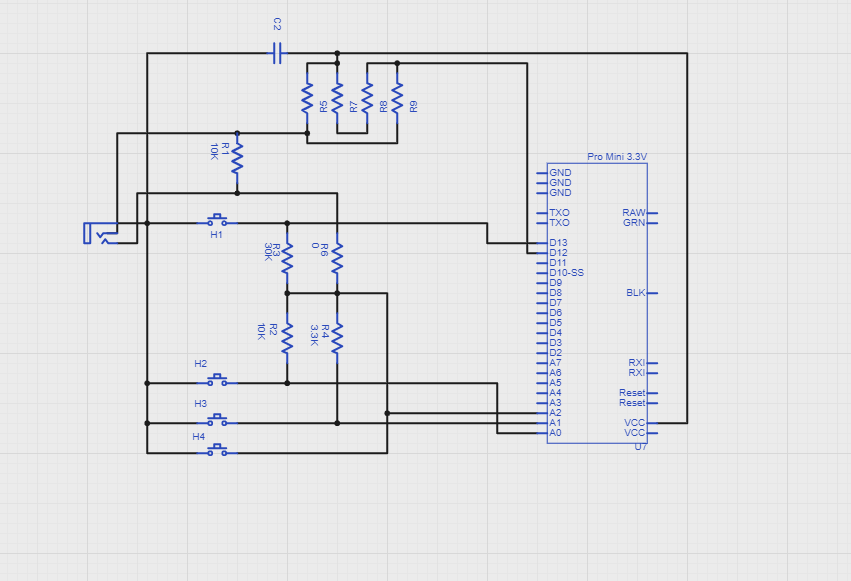 C2
R5
R7
R8
R9
R1
10K
Pro Mini 3.3V
GND
GND
GND
TXO
TXO
D13
D12
D11
D10-SS
D9
D8
D7
D6
D5
D4
D3
D2
A7
A6
A5
A4
A3
A2
A1
A0
RAW
GRN
BLK
RXI
RXI
Reset
Reset
VCC
VCC
U7
H1
R3
30K
R6
0
R2
10K
R4
3.3K
H2
H3
H4